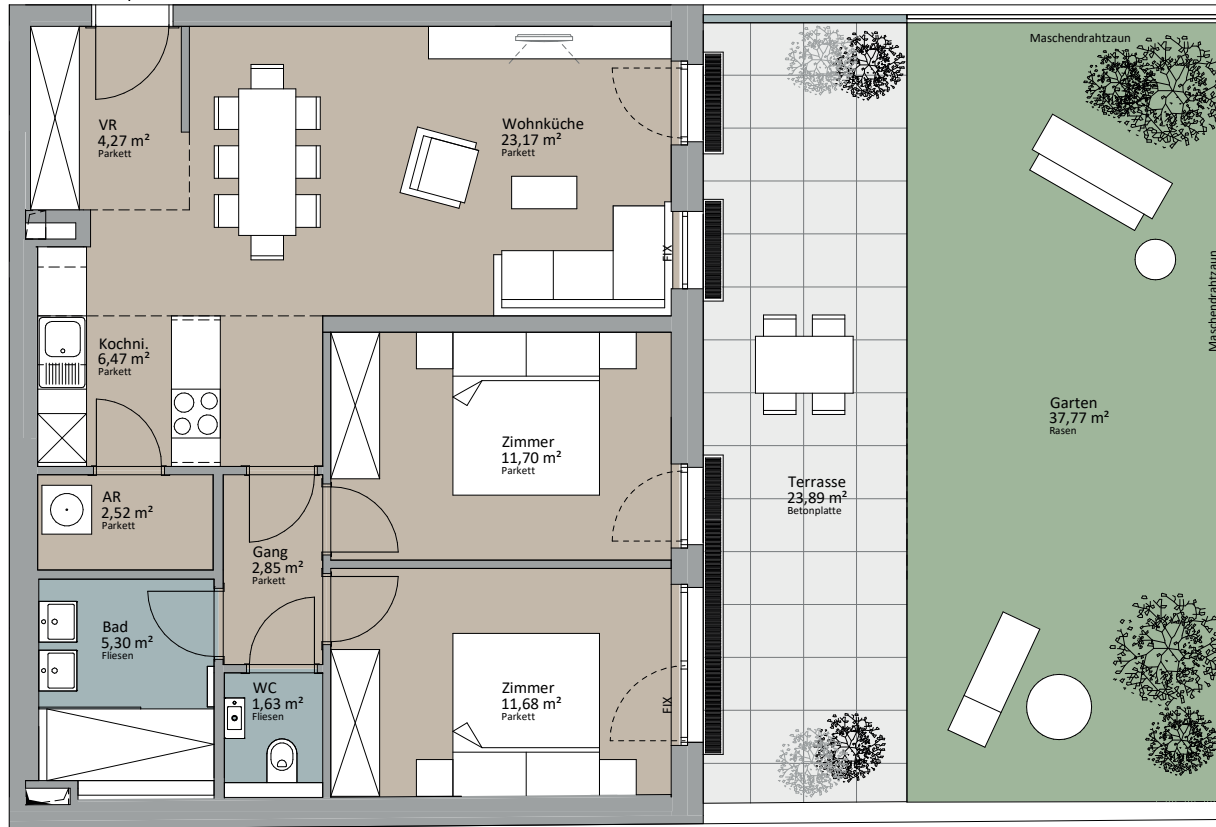 Maschendrahtzaun
VR
4,27 m²
Parkett
Wohnküche
23,17 m²
Parkett
FIX
Maschendrahtzaun
Kochni.
6,47 m²
Parkett
Garten
37,77 m²
Rasen
Zimmer
11,70 m²
Parkett
Terrasse
23,89 m²
Betonplatte
AR
2,52 m²
Parkett
Gang
2,85 m²
Parkett
Bad
5,30 m²
Fliesen
WC
1,63 m²
Fliesen
Zimmer
11,68 m²
Parkett
FIX